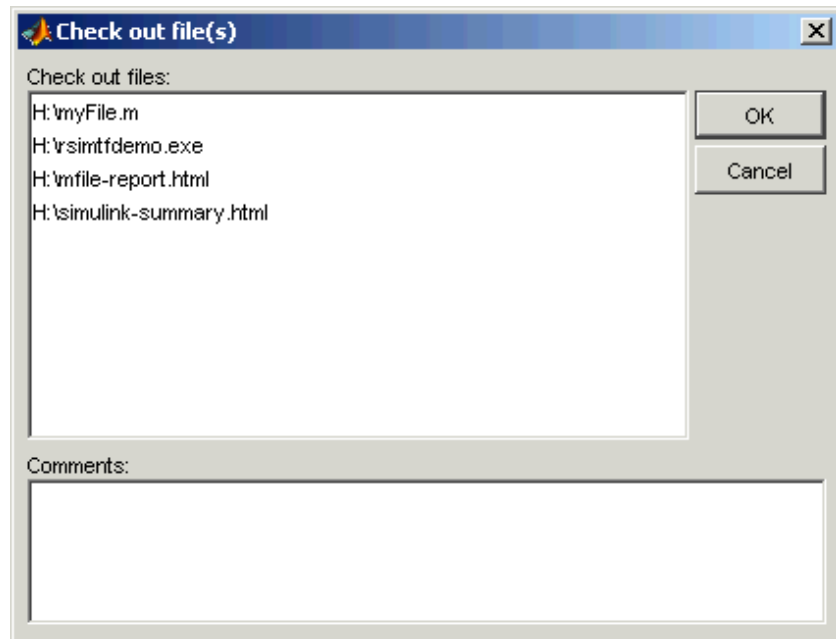 Check out file(s)
Check out files:
H:\myFile.m
OK
H:\rsimtfdemo.exe
H:\mfile-report.html
Cancel
H:\simulink-summary.html
Comments: